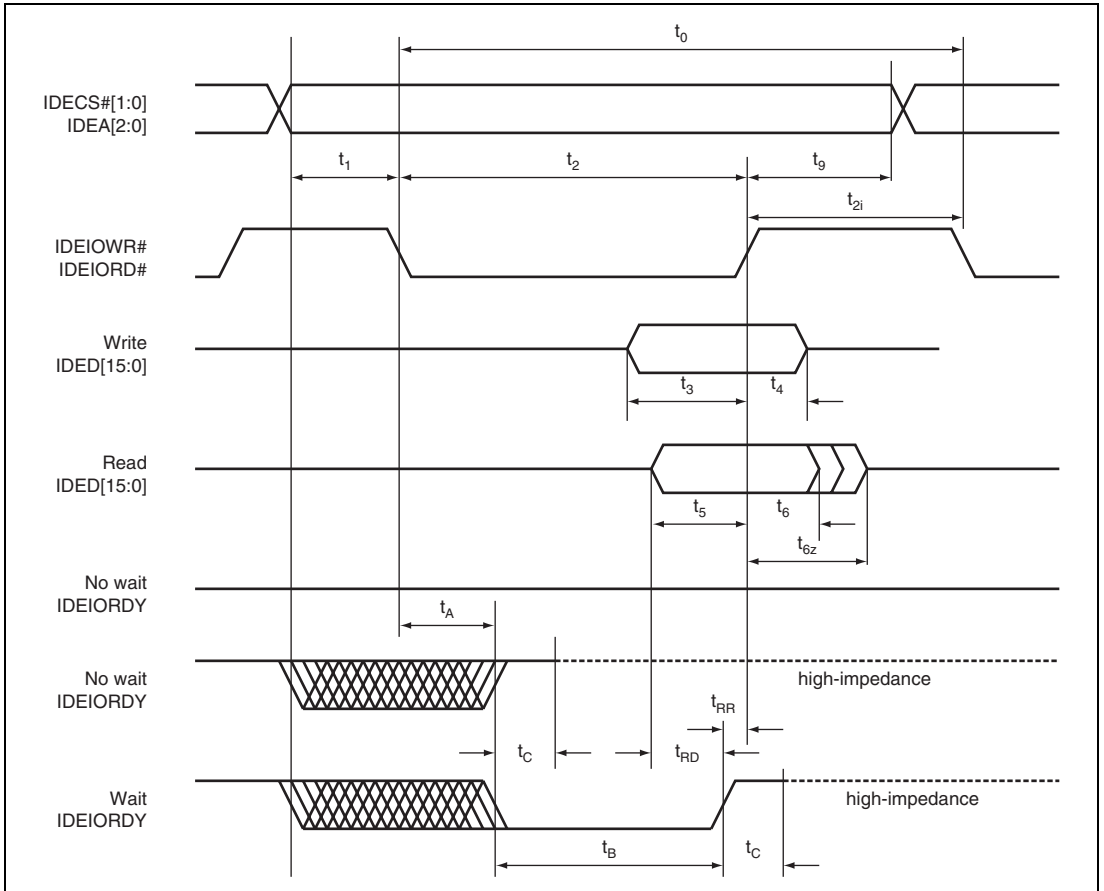 t0
IDECS#[1:0]
IDEA[2:0]
t1
t2
t9
t2i
IDEIOWR#
IDEIORD#
Write
IDED[15:0]
t3
t4
Read
IDED[15:0]
t5
t6
t6z
No wait
IDEIORDY
tA
No wait
IDEIORDY
high-impedance
tRR
tC
tRD
Wait
IDEIORDY
high-impedance
tB
tC